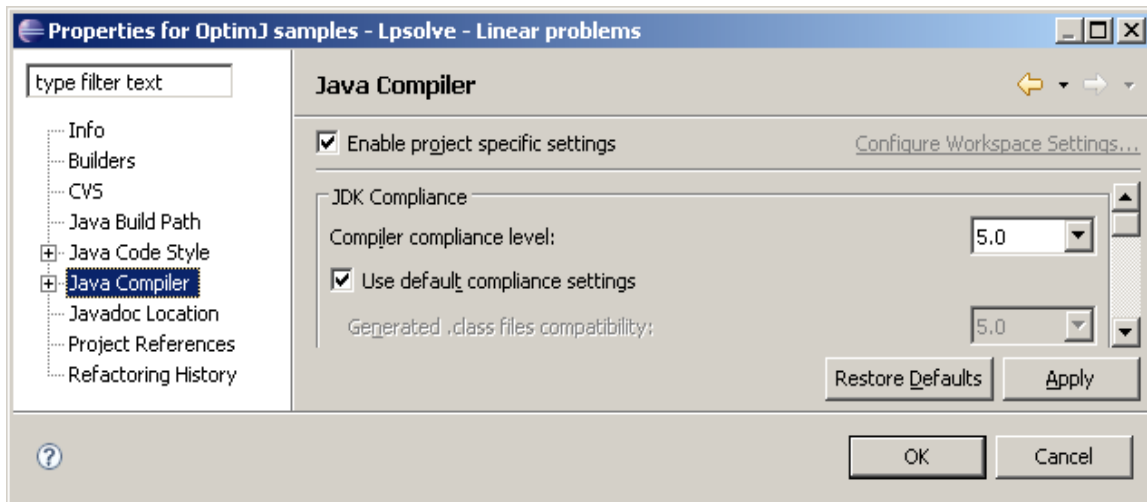 Properties for OptimJ samples - Lpsolve - Linear problems
type filter text
Info
Builders
CVS
Java Build Path
Java Code Style
Java Compiler
Javadoc Location
Project References
Refactoring History
Java Compiler
Enable project specific settings
Configure Workspace Settings...
JDK Compliance
Compiler compliance level: 5.0
Use default compliance settings
Generated .class files compatibility: 5.0
Restore Defaults Apply
? OK Cancel